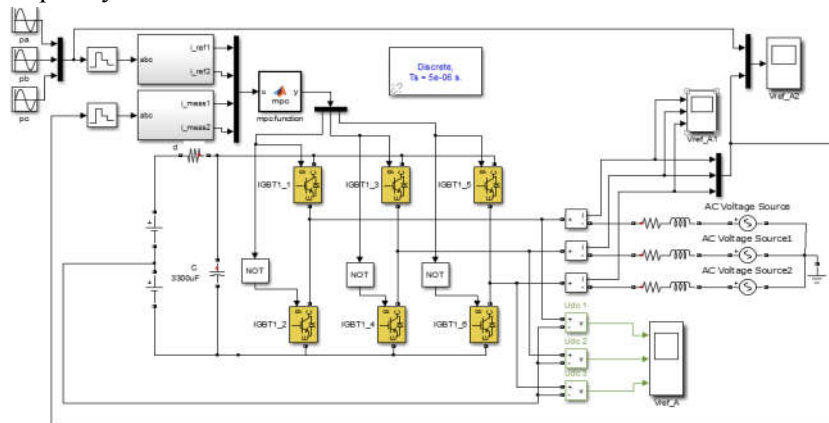 pa
pb
pc
abc
i_ref1
i_ref2
abc
i_meas1
i_meas2
u
mpc
y
mpcfunction
Discrete,
Ts = 5e-06 s.
Vref_A2
Vref_A1
d
IGBT1_1
IGBT1_3
IGBT1_5
C
3300uF
NOT
NOT
NOT
IGBT1_2
IGBT1_4
IGBT1_6
AC Voltage Source
AC Voltage Source1
AC Voltage Source2
Udc 1
Udc 2
Udc 3
Vref_A